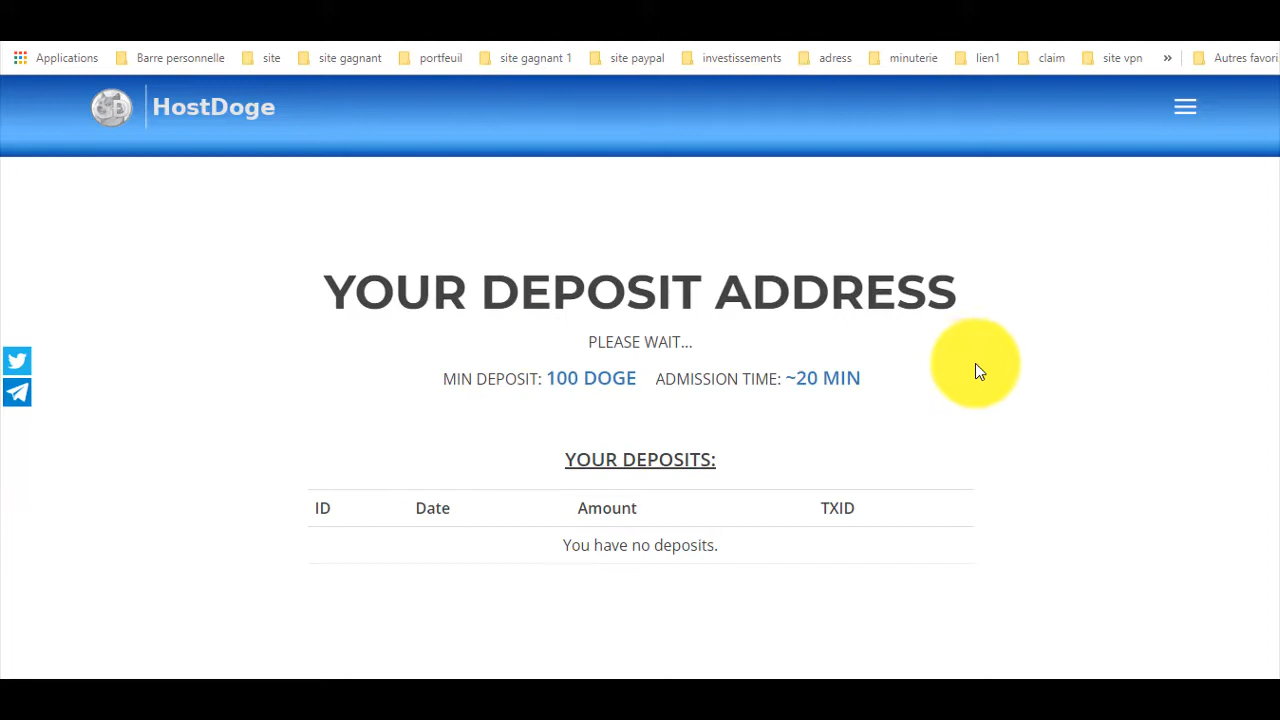 Applications Barre personnelle site site gagnant portfeuil site gagnant 1 site paypal investissements adress minuterie lien1 claim site vpn » Autres favori
HostDoge
YOUR DEPOSIT ADDRESS
PLEASE WAIT...
MIN DEPOSIT: 100 DOGE ADMISSION TIME: ~20 MIN
YOUR DEPOSITS:
ID Date Amount TXID
You have no deposits.